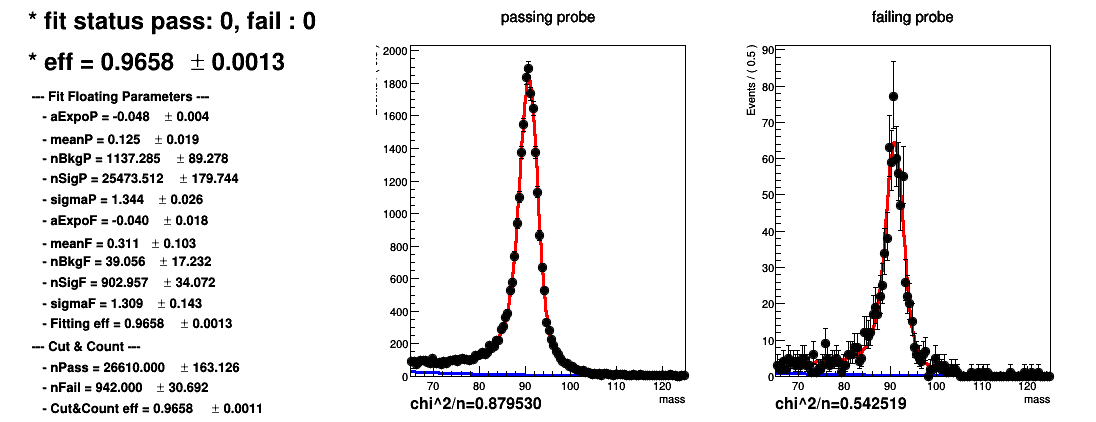 * fit status pass: 0, fail : 0
* eff = 0.9658 ± 0.0013
--- Fit Floating Parameters ---
- aExpoP = -0.048 ± 0.004
- meanP = 0.125 ± 0.019
- nBkgP = 1137.285 ± 89.278
- nSigP = 25473.512 ± 179.744
- sigmaP = 1.344 ± 0.026
- aExpoF = -0.040 ± 0.018
- meanF = 0.311 ± 0.103
- nBkgF = 39.056 ± 17.232
- nSigF = 902.957 ± 34.072
- sigmaF = 1.309 ± 0.143
- Fitting eff = 0.9658 ± 0.0013
--- Cut & Count ---
- nPass = 26610.000 ± 163.126
- nFail = 942.000 ± 30.692
- Cut&Count eff = 0.9658 ± 0.0011
passing probe
2000
1800
1600
1400
1200
1000
800
600
400
200
0
70 80 90 100 110 120
mass
chi^2/n=0.879530
failing probe
Events / ( 0.5 )
90
80
70
60
50
40
30
20
10
0
70 80 90 100 110 120
mass
chi^2/n=0.542519